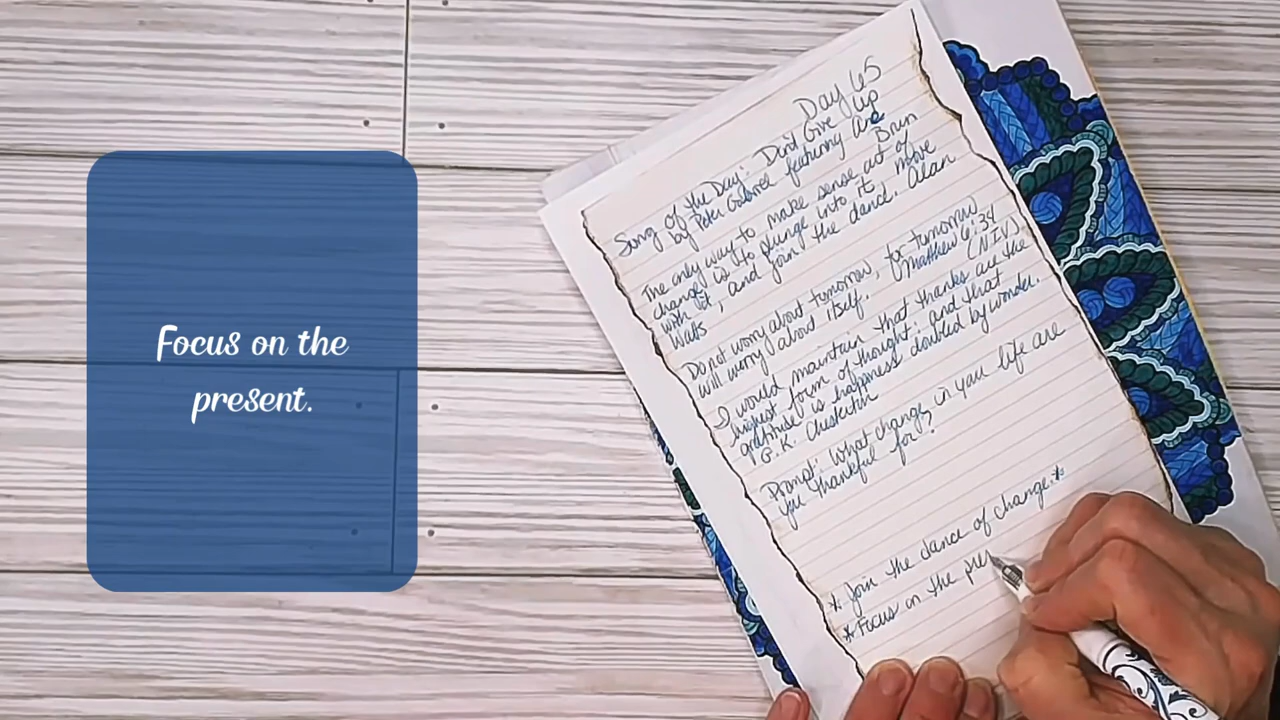 Focus on the
present.
Day 65
Song of the Day: Don't Give Up
by Peter Gabriel featuring and
The only way to make sense out of Brun
change is to plunge into it, move
with it, and join the dance. Alan
Watts
Do not worry about tomorrow, for tomorrow
will worry about itself. Matthew 6:34
(NIV)
I would maintain that thanks are the
highest form of thought; and that
gratitude is happiness doubled by wonder.
G. K. Chesterton
Prompt: What changes in you life are
you thankful for?
* Join the dance of change.*
*Focus on the pres